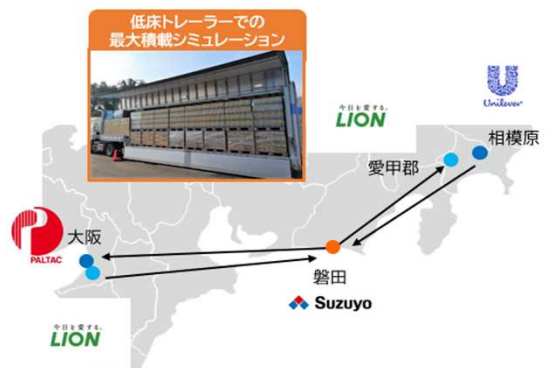 低床トレーラーでの
最大積載シミュレーション
今日を愛する。
LION
Unilever
相模原
愛甲郡
大阪
PALTAC
磐田
Suzuyo
今日を愛する。
LION